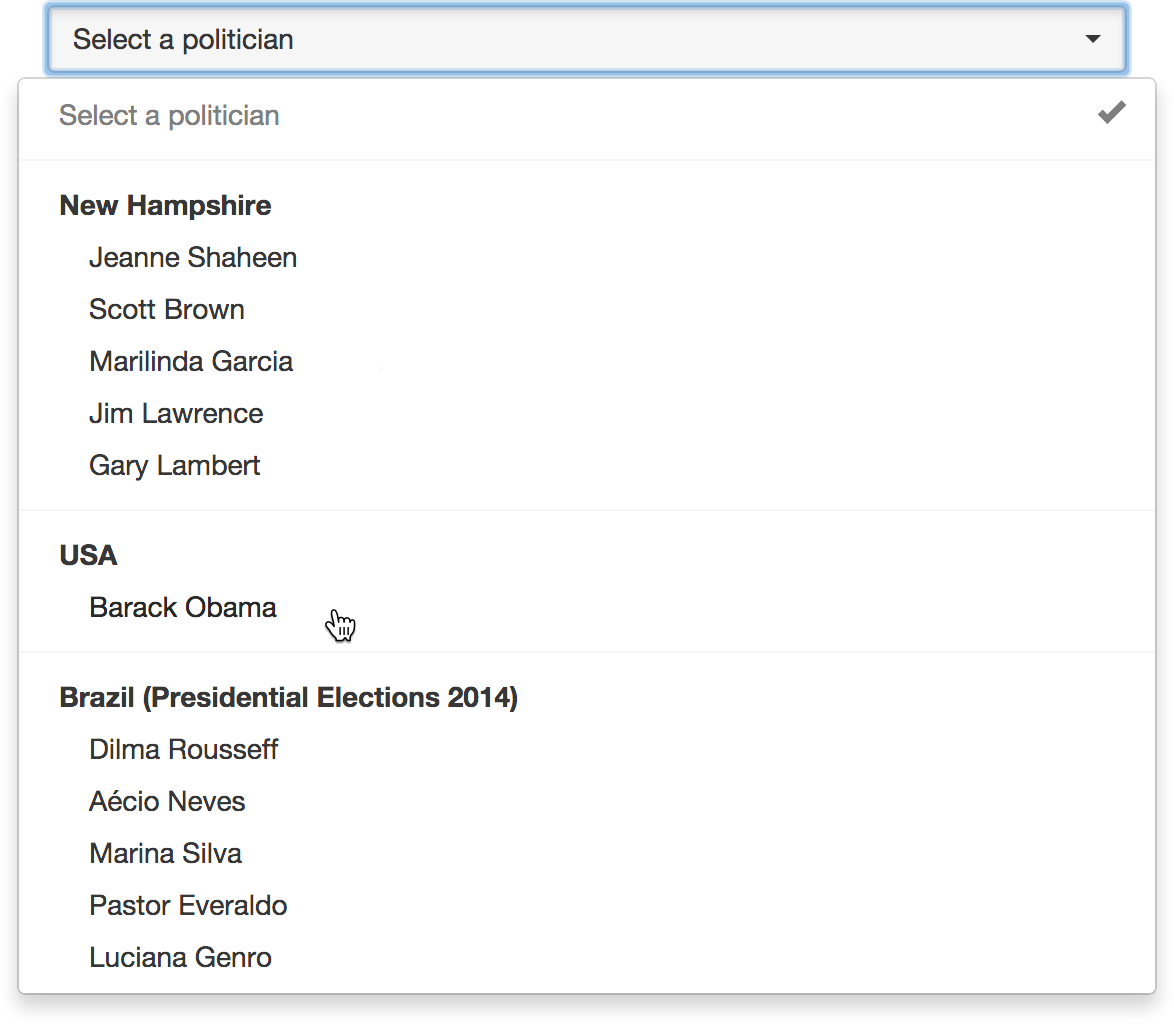 Select a politician
Select a politician
New Hampshire
Jeanne Shaheen
Scott Brown
Marilinda Garcia
Jim Lawrence
Gary Lambert
USA
Barack Obama
Brazil (Presidential Elections 2014)
Dilma Rousseff
Aécio Neves
Marina Silva
Pastor Everaldo
Luciana Genro